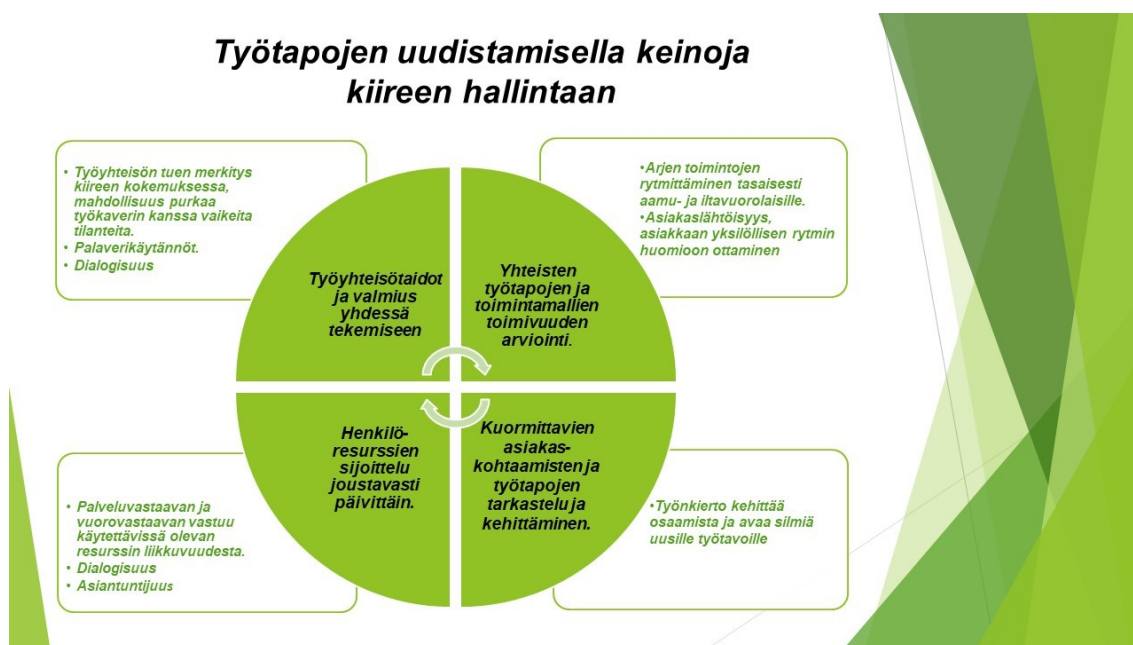 Työtapojen uudistamisella keinoja
kiireen hallintaan
• Työyhteisön tuen merkitys
kiireen kokemuksessa,
mahdollisuus purkaa
työkaverin kanssa vaikeita
tilanteita.
• Palaverikäytännöt.
• Dialogisuus
•Arjen toimintojen
rytmittäminen tasaisesti
aamu- ja iltavuorolaisille.
•Asiakaslähtöisyys,
asiakkaan yksilöllisen rytmin
huomioon ottaminen
Työyhteisötaidot
ja valmius
yhdessä
tekemiseen
Yhteisten
työtapojen ja
toimintamallien
toimivuuden
arviointi.
Henkilö-
resurssien
sijoittelu
joustavasti
päivittäin.
Kuormittavien
asiakas-
kohtaamisten ja
työtapojen
tarkastelu ja
kehittäminen.
• Palveluvastaavan ja
vuorovastaavan vastuu
käytettävissä olevan
resurssin liikkuvuudesta.
• Dialogisuus
• Asiantuntijuus
•Työnkierto kehittää
osaamista ja avaa silmiä
uusille työtavoille